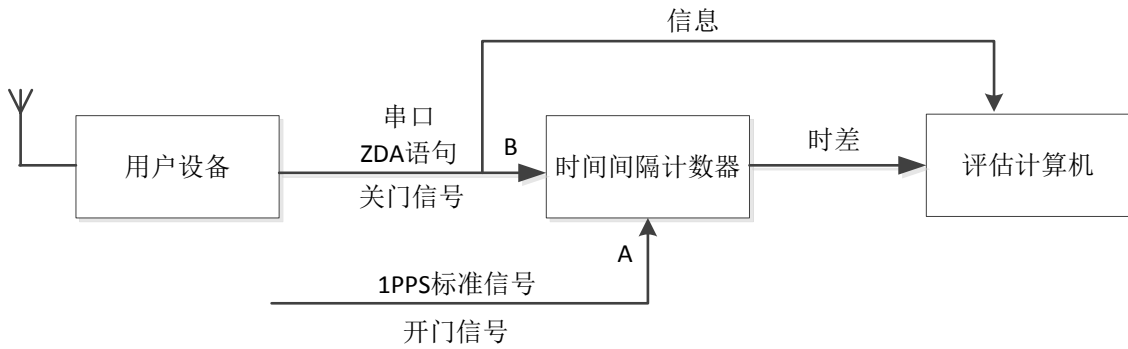 信息
串口
ZDA语句
B
时差
用户设备
时间间隔计数器
评估计算机
关门信号
A
1PPS标准信号
开门信号